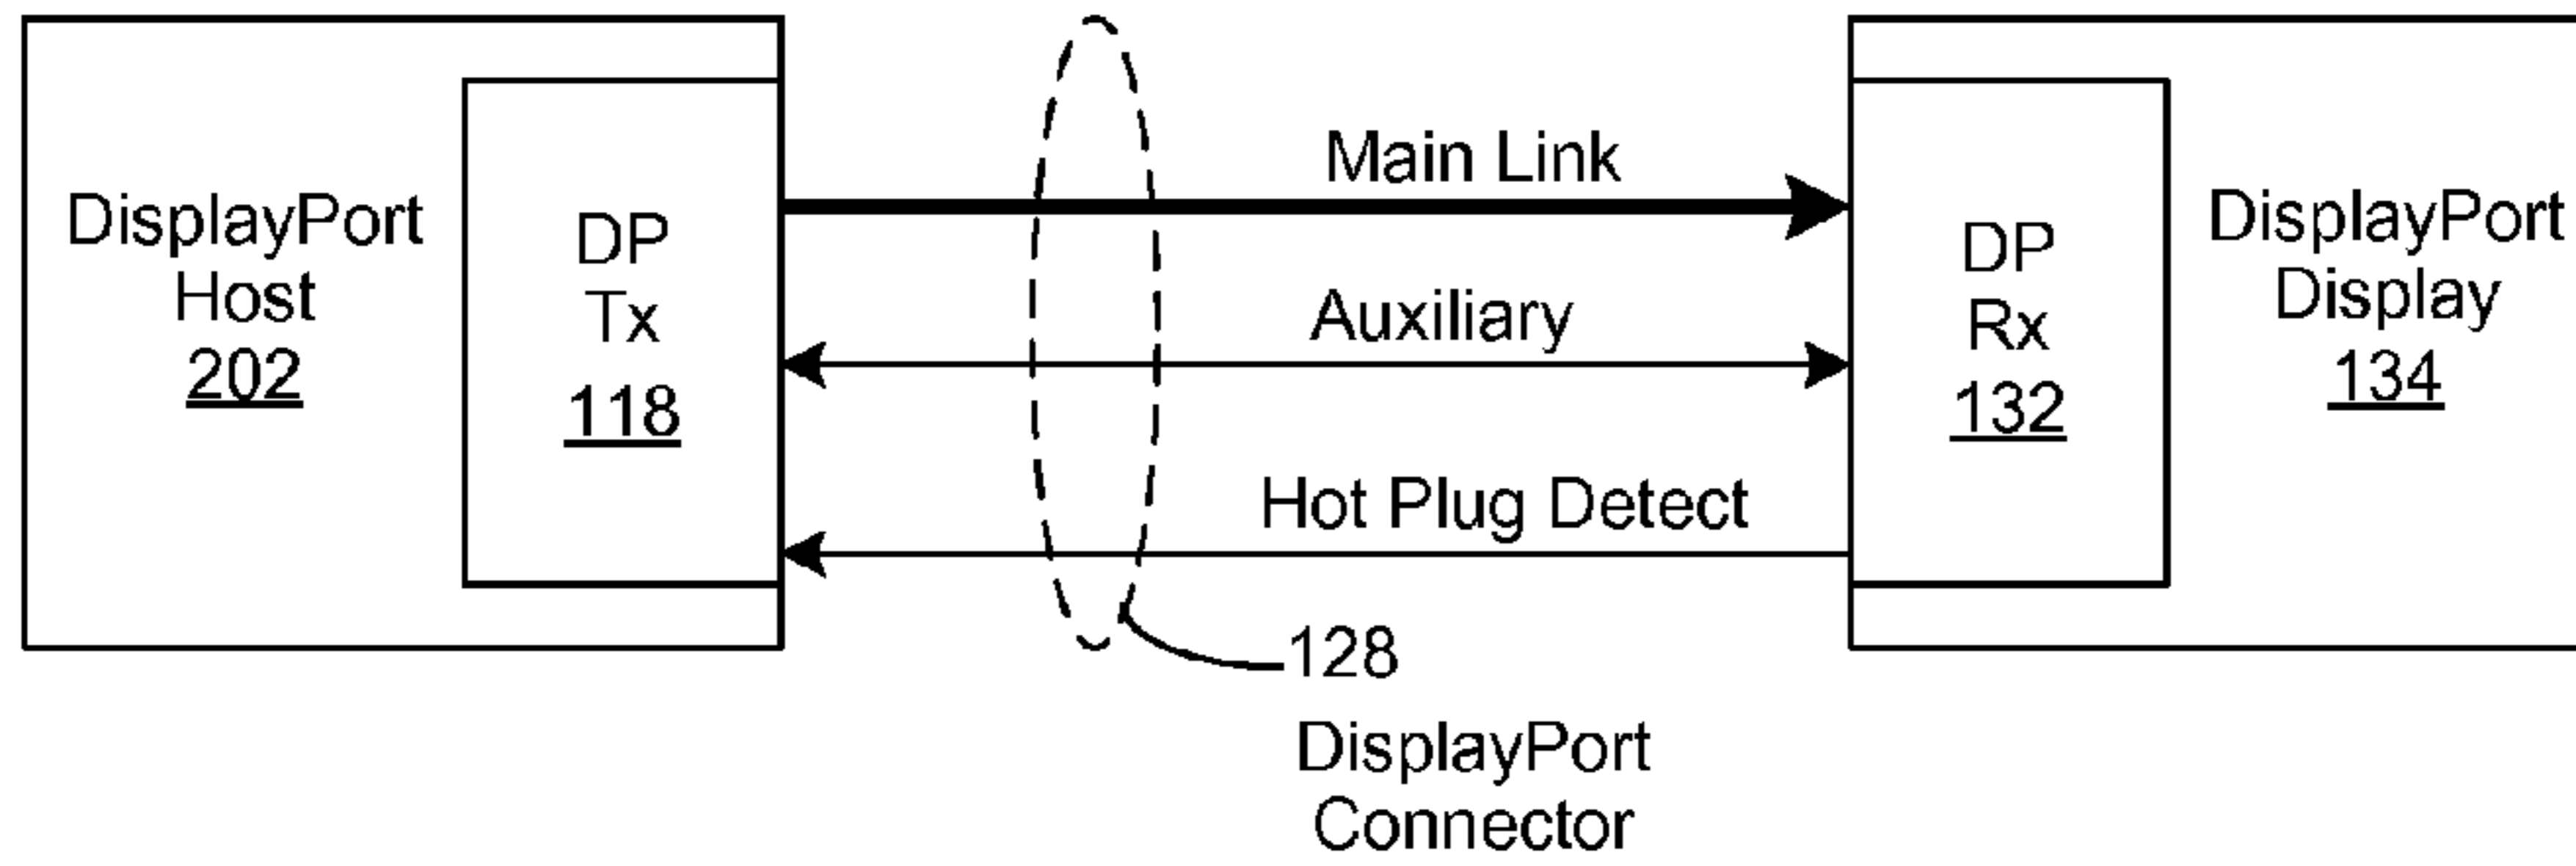 DisplayPort
Host
202
DP
Tx
118
Main Link
Auxiliary
Hot Plug Detect
128
DisplayPort
Connector
DP
Rx
132
DisplayPort
Display
134